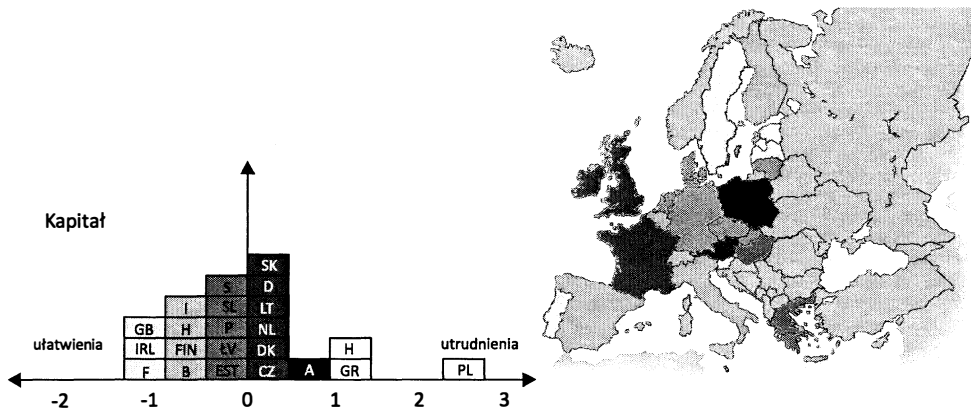 Kapitał
ułatwienia
utrudnienia
SK
S D
I SL LT
GB H P NL H
IRL FIN ŁV DK GR
F B EST CZ A PL
-2 -1 0 1 2 3